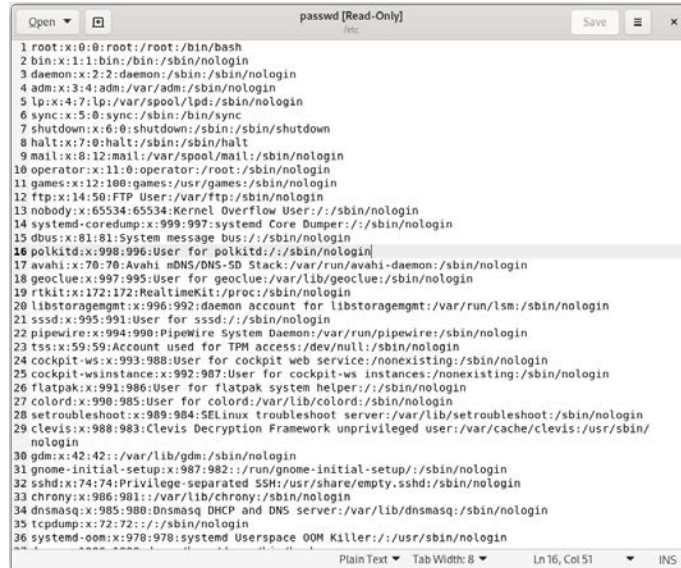 Open
passwd [Read-Only]
/etc
Save
1 root:x:0:0:root:/root:/bin/bash
2 bin:x:1:1:bin:/bin:/sbin/nologin
3 daemon:x:2:2:daemon:/sbin:/sbin/nologin
4 adm:x:3:4:adm:/var/adm:/sbin/nologin
5 lp:x:4:7:lp:/var/spool/lpd:/sbin/nologin
6 sync:x:5:0:sync:/sbin:/bin/sync
7 shutdown:x:6:0:shutdown:/sbin:/sbin/shutdown
8 halt:x:7:0:halt:/sbin:/sbin/halt
9 mail:x:8:12:mail:/var/spool/mail:/sbin/nologin
10 operator:x:11:0:operator:/root:/sbin/nologin
11 games:x:12:100:games:/usr/games:/sbin/nologin
12 ftp:x:14:50:FTP User:/var/ftp:/sbin/nologin
13 nobody:x:65534:65534:Kernel Overflow User:/:/sbin/nologin
14 systemd-coredump:x:999:997:systemd Core Dumper:/:/sbin/nologin
15 dbus:x:81:81:System message bus:/:/sbin/nologin
16 polkitd:x:998:996:User for polkitd:/:/sbin/nologin
17 avahi:x:70:70:Avahi mDNS/DNS-SD Stack:/var/run/avahi-daemon:/sbin/nologin
18 geoclue:x:997:995:User for geoclue:/var/lib/geoclue:/sbin/nologin
19 rtkit:x:172:172:RealtimeKit:/proc:/sbin/nologin
20 libstoragemgmt:x:996:992:daemon account for libstoragemgmt:/var/run/lsm:/sbin/nologin
21 sssd:x:995:991:User for sssd:/:/sbin/nologin
22 pipewire:x:994:990:PipeWire System Daemon:/var/run/pipewire:/sbin/nologin
23 tss:x:59:59:Account used for TPM access:/dev/null:/sbin/nologin
24 cockpit-ws:x:993:988:User for cockpit web service:/nonexisting:/sbin/nologin
25 cockpit-wsinstance:x:992:987:User for cockpit-ws instances:/nonexisting:/sbin/nologin
26 flatpak:x:991:986:User for flatpak system helper:/:/sbin/nologin
27 colord:x:990:985:User for colord:/var/lib/colord:/sbin/nologin
28 setroubleshoot:x:989:984:SELinux troubleshoot server:/var/lib/setroubleshoot:/sbin/nologin
29 clevis:x:988:983:Clevis Decryption Framework unprivileged user:/var/cache/clevis:/usr/sbin/
nologin
30 gdm:x:42:42::/var/lib/gdm:/sbin/nologin
31 gnome-initial-setup:x:987:982::/run/gnome-initial-setup/:/sbin/nologin
32 sshd:x:74:74:Privilege-separated SSH:/usr/share/empty.sshd:/sbin/nologin
33 chrony:x:986:981::/var/lib/chrony:/sbin/nologin
34 dnsmasq:x:985:980:Dnsmasq DHCP and DNS server:/var/lib/dnsmasq:/sbin/nologin
35 tcpdump:x:72:72::/:/sbin/nologin
36 systemd-oom:x:978:978:systemd Userspace OOM Killer:/:/usr/sbin/nologin
Plain Text
Tab Width: 8
Ln 16, Col 51
INS